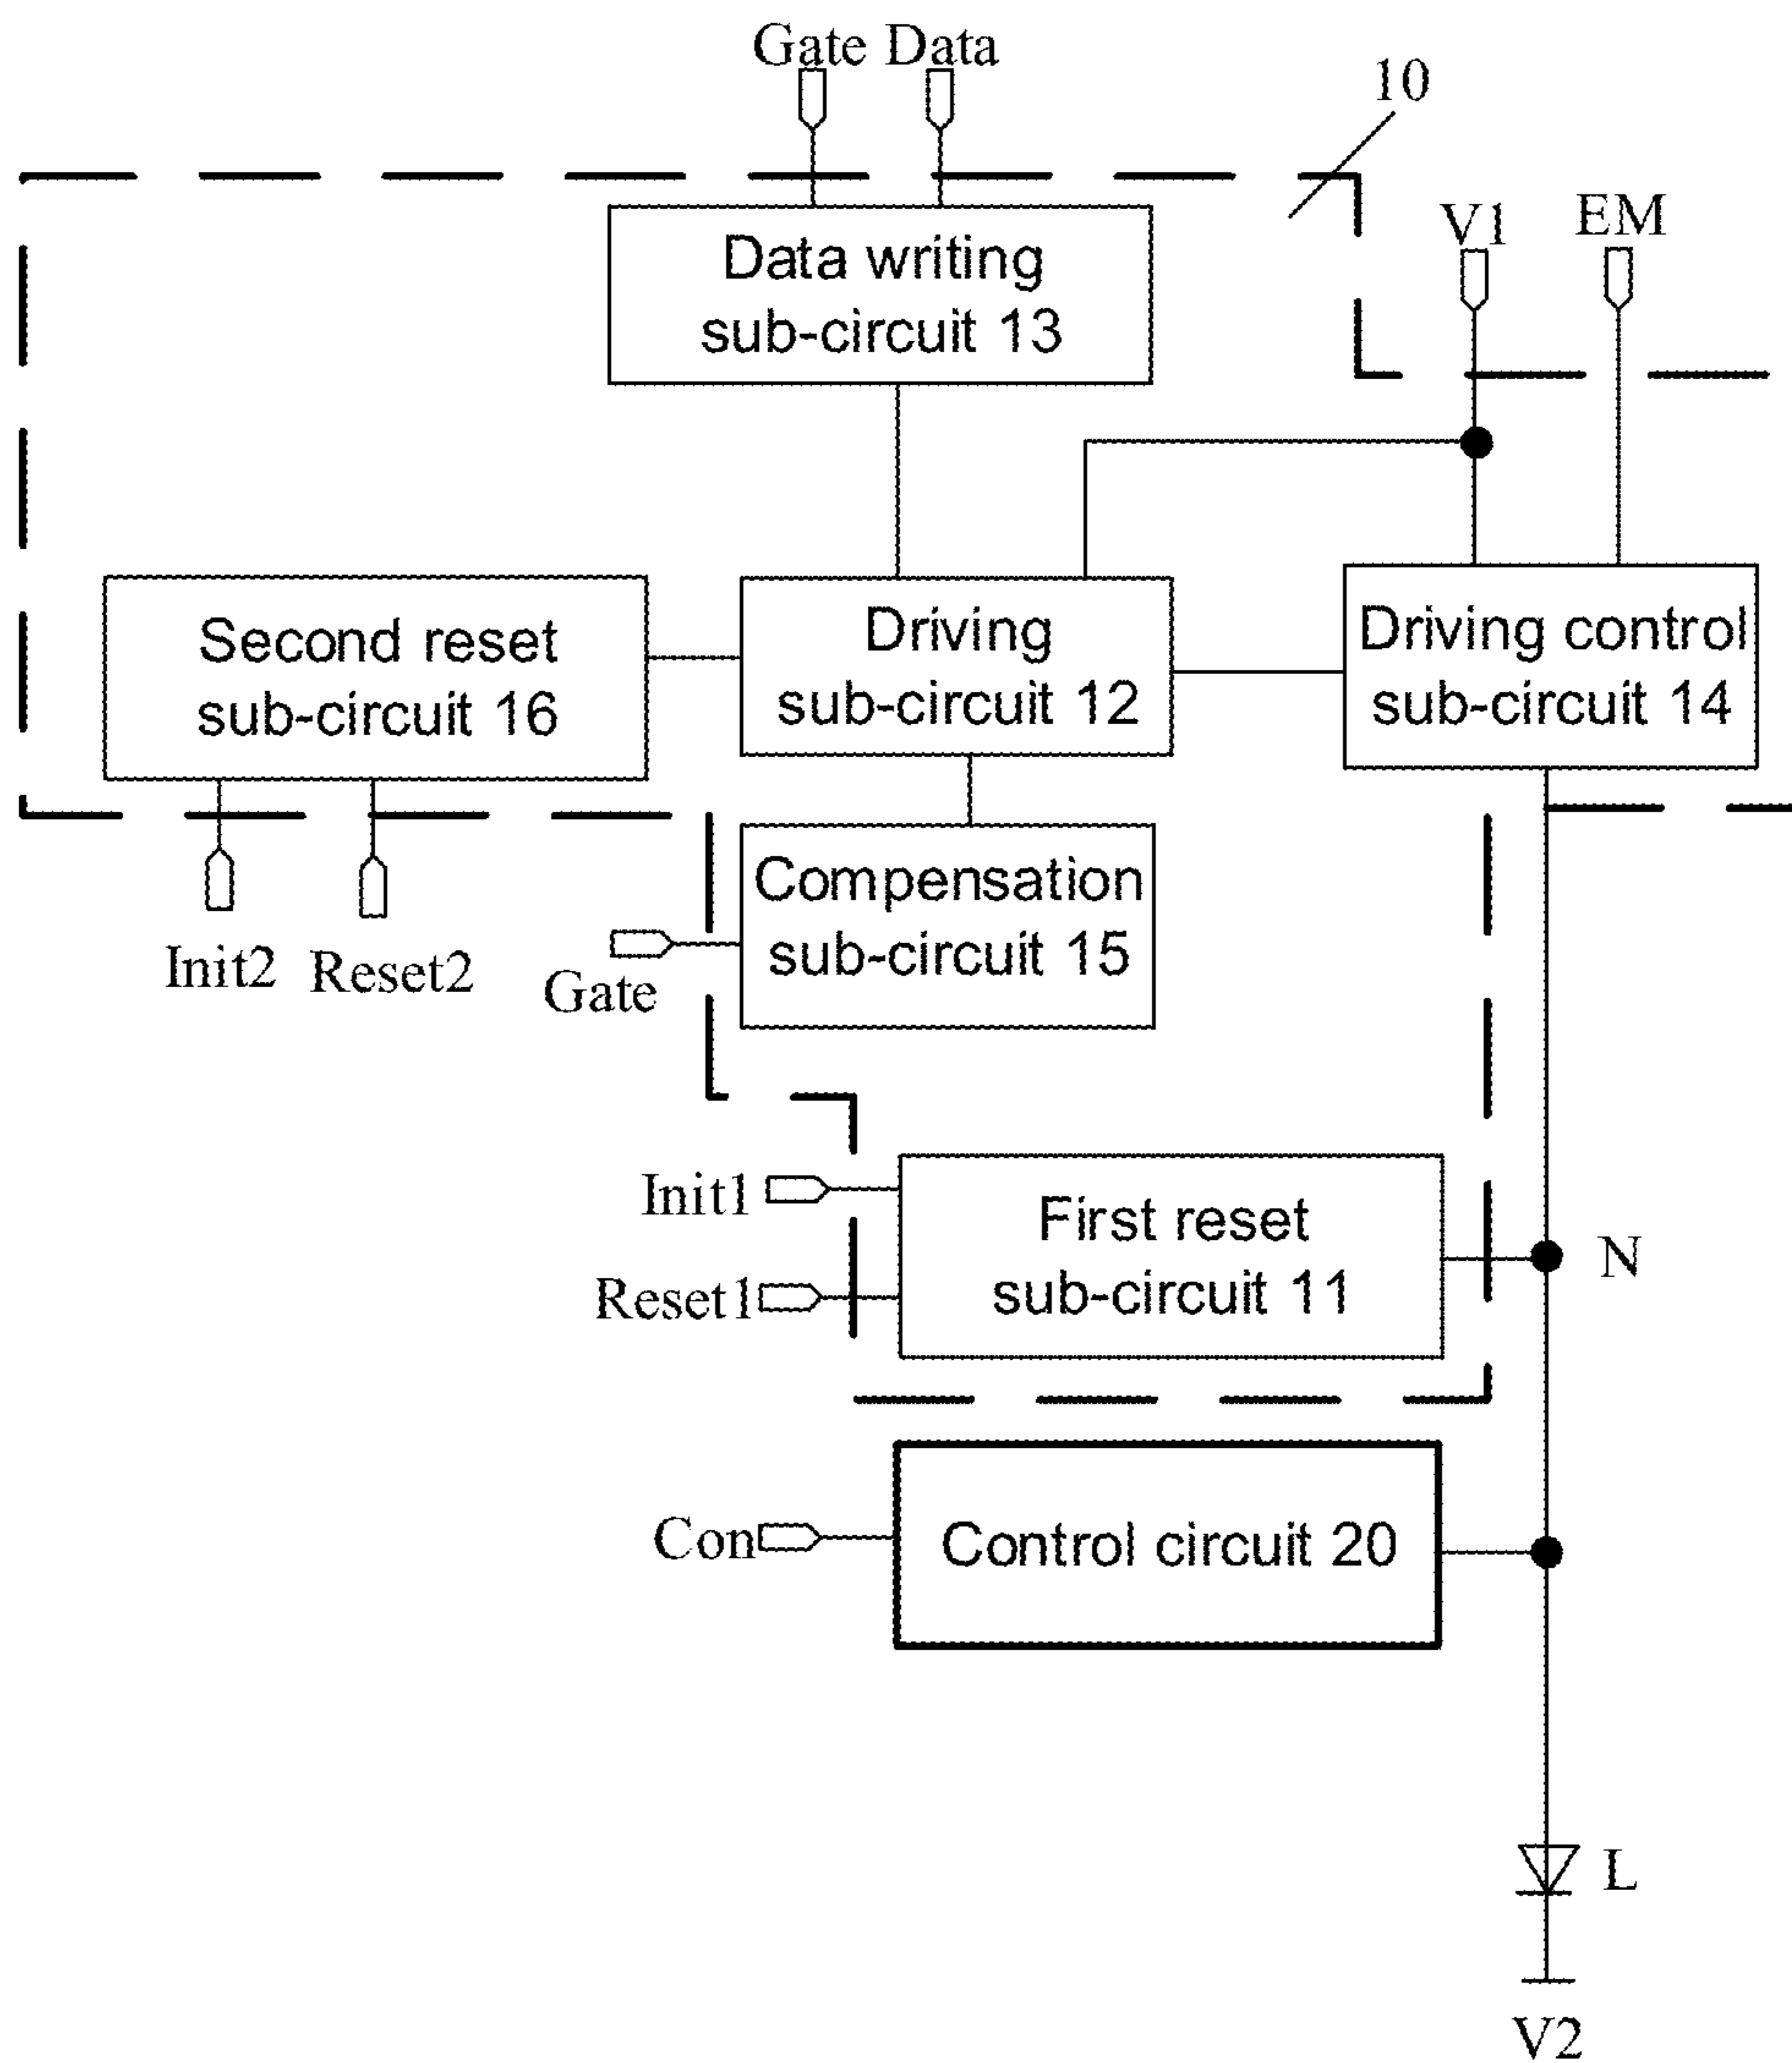 Gate Data
10
V1
EM
Data writing
sub-circuit 13
Second reset
sub-circuit 16
Driving
sub-circuit 12
Driving control
sub-circuit 14
Init2
Reset2
Compensation
sub-circuit 15
Gate
Init1
Reset1
First reset
sub-circuit 11
N
Con
Control circuit 20
L
V2